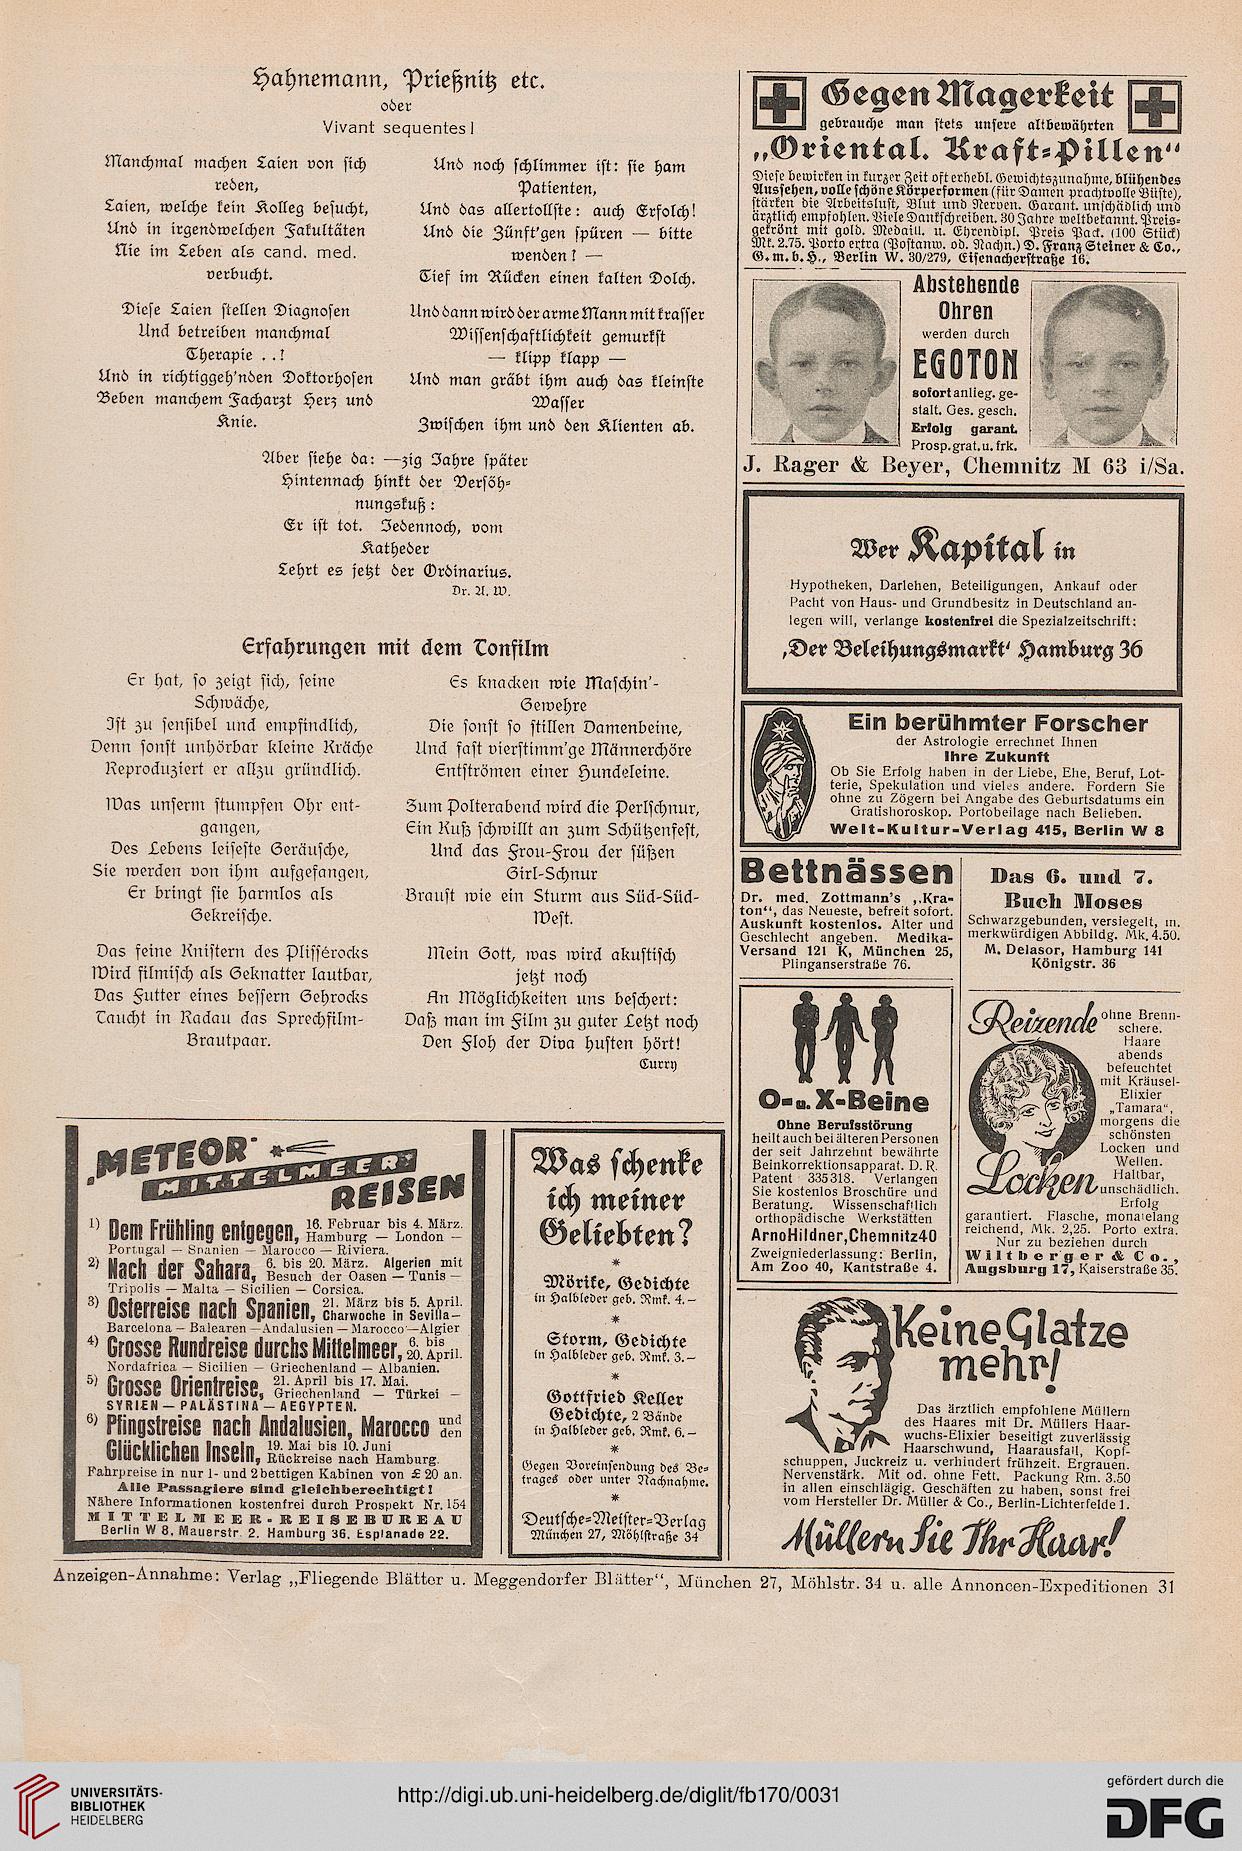 Hahnemann, Prießnitz etc.
oder
Vivant sequentes!
Manchmal machen Laien von sich
reden,
Laien, welche kein Kolleg besucht,
Und in irgendwelchen Fakultäten
Nie im Leben als cand. med.
verbucht.
Diese Laien stellen Diagnosen
Und betreiben manchmal
Therapie . .!
Und in richtiggeh'nden Doktorhosen
Beben manchem Facharzt Herz und
Knie.
Und noch schlimmer ist: sie ham
Patienten,
Und das allertollste: auch Erfolch!
Und die Zünft'gen spüren — bitte
wenden! —
Tief im Rücken einen kalten Dolch.
Und dann wird der arme Mann mit krasser
Wissenschaftlichkeit gemurkst
— klipp klapp —
Und man gräbt ihm auch das kleinste
Wasser
Zwischen ihm und den Klienten ab.
Aber siehe da: —zig Jahre später
Hintennach hinkt der Versöh-
nungskuß:
Er ist tot. Jedennoch, vom
Katheder
Lehrt es jetzt der Ordinarius.
Dr. A. W.
Erfahrungen mit dem Tonfilm
Er hat, so zeigt sich, seine
Schwäche,
Ist zu sensibel und empfindlich,
Denn sonst unhörbar kleine Kräche
Reproduziert er allzu gründlich.
Was unserm stumpfen Ohr ent-
gangen,
Des Lebens leiseste Geräusche,
Sie werden von ihm aufgefangen,
Er bringt sie harmlos als
Gekreische.
Das feine Knistern des Plissérocks
Wird filmisch als Geknatter lautbar,
Das Futter eines bessern Gehrocks
Taucht in Radau das Sprechfilm-
Brautpaar.
Es knacken wie Maschin'-
Gewehre
Die sonst so stillen Damenbeine,
Und fast vierstimm'ge Männerchöre
Entströmen einer Hundeleine.
Zum Polterabend wird die Perlschnur,
Ein Kuß schwillt an zum Schützenfest,
Und das Frou-Frou der süßen
Girl-Schnur
Braust wie ein Sturm aus Süd-Süd-
West.
Mein Gott, was wird akustisch
jetzt noch
An Möglichkeiten uns beschert:
Daß man im Film zu guter Letzt noch
Den Floh der Diva husten hört!
Curry
„METEOR"
MITTELMEER
REISEN
1) Dem Frühling entgegen, 16. Februar bis 4. März.
Hamburg — London —
Portugal — Spanien — Marocco — Riviera.
2) Nach der Sahara, 6. bis 20. März. Algerien mit
Besuch der Oasen — Tunis —
Tripolis — Malta — Sicilien — Corsica.
3) Osterreise nach Spanien, 21. März bis 5. April.
Charwoche in Sevilla —
Barcelona — Balearen — Andalusien — Marocco — Algier
4) Grosse Rundreise durchs Mittelmeer, 6. bis
20. April.
Nordafrica — Sicilien — Griechenland — Albanien.
5) Grosse Orientreise, 21. April bis 17. Mai.
Griechenland — Türkei —
SYRIEN — PALÄSTINA — AEGYPTEN.
6) Pfingstreise nach Andalusien, Marocco und
den
Glücklichen Inseln, 19. Mai bis 10. Juni
Rückreise nach Hamburg.
Fahrpreise in nur 1- und 2bettigen Kabinen von £ 20 an.
Alle Passagiere sind gleichberechtigt!
Nähere Informationen kostenfrei durch Prospekt Nr. 154
MITTELMEER-REISEBUREAU
Berlin W 8, Mauerstr. 2. Hamburg 36, Esplanade 22.
Was schenke
ich meiner
Geliebten?
*
Mörike, Gedichte
in Halbleder geb. Rmk. 4.—
*
Storm, Gedichte
in Halbleder geb. Rmk. 3.—
*
Gottfried Keller
Gedichte, 2 Bände
in Halbleder geb. Rmk. 6.—
*
Gegen Voreinsendung des Be-
trages oder unter Nachnahme.
*
Deutsche-Meister-Verlag
München 27, Möhlstraße 34
Gegen Magerkeit
gebrauche man stets unsere altbewährten
„Oriental. Kraft-Pillen"
Diese bewirken in kurzer Zeit oft erhebl. Gewichtszunahme, blühendes
Aussehen, volle schöne Körperformen (für Damen prachtvolle Büste),
stärken die Arbeitslust, Blut und Nerven. Garant. unschädlich und
ärztlich empfohlen. Viele Dankschreiben. 30 Jahre weltbekannt. Preis-
gekrönt mit gold. Medaill. u. Ehrendipl. Preis Pack. (100 Stück)
Mk. 2.75. Porto extra (Postanw. od. Nachn.) D. Franz Steiner & Co.,
G. m. b. H., Berlin W. 30/279, Eisenacherstraße 16.
Abstehende
Ohren
werden durch
EGOTON
sofort anlieg. ge-
stalt. Ges. gesch.
Erfolg garant.
Prosp. grat. u. frk.
J. Rager & Beyer, Chemnitz M 63 i/Sa.
Wer Kapital in
Hypotheken, Darlehen, Beteiligungen, Ankauf oder
Pacht von Haus- und Grundbesitz in Deutschland an-
legen will, verlange kostenfrei die Spezialzeitschrift:
‚Der Beleihungsmarkt' Hamburg 36
Ein berühmter Forscher
der Astrologie errechnet Ihnen
Ihre Zukunft
Ob Sie Erfolg haben in der Liebe, Ehe, Beruf, Lot-
terie, Spekulation und vieles andere. Fordern Sie
ohne zu Zögern bei Angabe des Geburtsdatums ein
Gratishoroskop. Portobeilage nach Belieben.
Welt-Kultur-Verlag 415, Berlin W 8
Bettnässen
Dr. med. Zottmann's „Kra-
ton", das Neueste, befreit sofort.
Auskunft kostenlos. Alter und
Geschlecht angeben. Medika-
Versand 121 K, München 25,
Plinganserstraße 76.
Das 6. und 7.
Buch Moses
Schwarzgebunden, versiegelt, m.
merkwürdigen Abbildg. Mk. 4.50.
M. Delasor, Hamburg 141
Königstr. 36
O- u. X-Beine
Ohne Berufsstörung
heilt auch bei älteren Personen
der seit Jahrzehnt bewährte
Beinkorrektionsapparat. D. R.
Patent 335318. Verlangen
Sie kostenlos Broschüre und
Beratung. Wissenschaftlich
orthopädische Werkstätten
Arno Hildner, Chemnitz 40
Zweigniederlassung: Berlin,
Am Zoo 40, Kantstraße 4.
Reizende
Locken
ohne Brenn-
schere.
Haare
abends
befeuchtet
mit Kräusel-
Elixier
„Tamara",
morgens die
schönsten
Locken und
Wellen.
Haltbar,
unschädlich.
Erfolg
garantiert. Flasche, monatelang
reichend, Mk. 2,25. Porto extra.
Nur zu beziehen durch
Wiltberger & Co.,
Augsburg 17, Kaiserstraße 35.
Keine Glatze
mehr!
Das ärztlich empfohlene Müllern
des Haares mit Dr. Müllers Haar-
wuchs-Elixier beseitigt zuverlässig
Haarschwund, Haarausfall, Kopf-
schuppen, Juckreiz u. verhindert frühzeit. Ergrauen.
Nervenstärk. Mit od. ohne Fett. Packung Rm. 3.50
in allen einschlägig. Geschäften zu haben, sonst frei
vom Hersteller Dr. Müller & Co., Berlin-Lichterfelde 1.
Müllern Sie Ihr Haar!
Anzeigen-Annahme: Verlag „Fliegende Blätter u. Meggendorfer Blätter", München 27, Möhlstr. 34 u. alle Annoncen-Expeditionen 31
UNIVERSITÄTS-
BIBLIOTHEK
HEIDELBERG
http://digi.ub.uni-heidelberg.de/diglit/fb170/0031
gefördert durch die
DFG